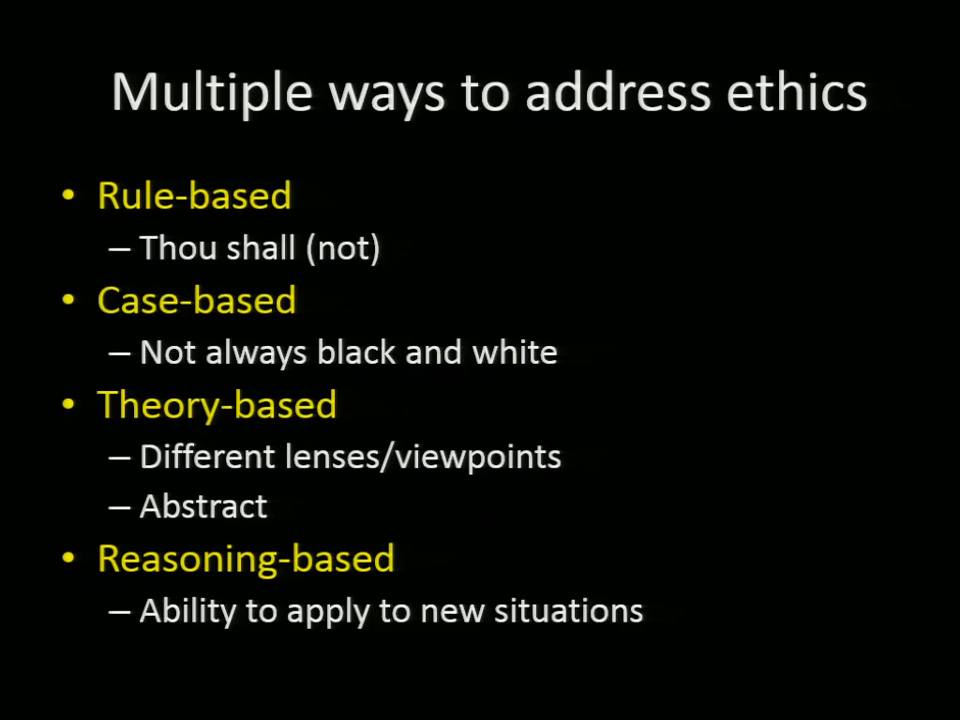 Multiple ways to address ethics
• Rule-based
– Thou shall (not)
• Case-based
– Not always black and white
• Theory-based
– Different lenses/viewpoints
– Abstract
• Reasoning-based
– Ability to apply to new situations